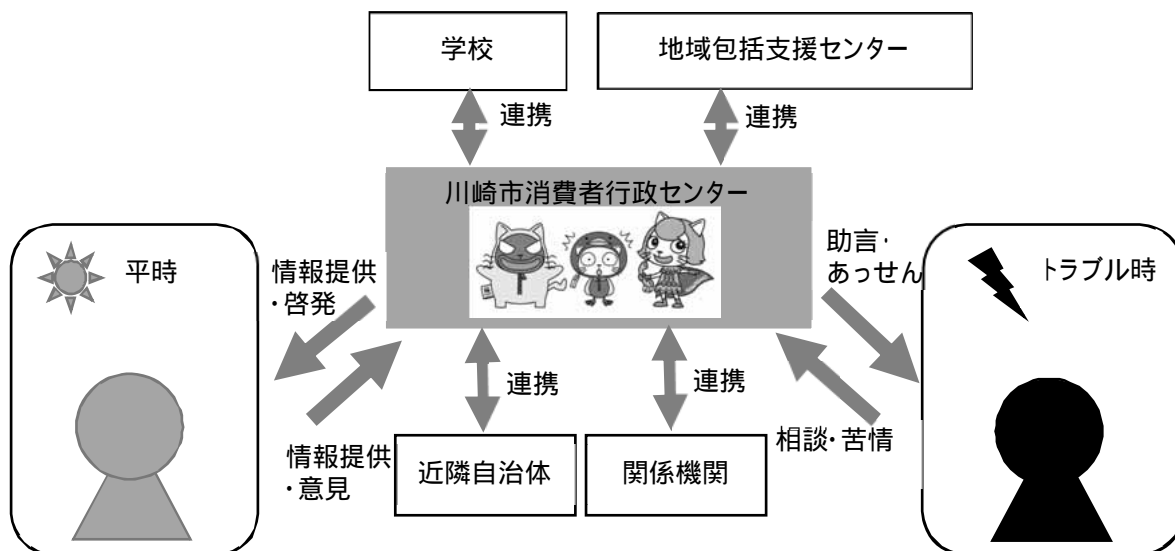 学校
地域包括支援センター
連携
連携
川崎市消費者行政センター
平時
情報提供
・啓発
助言・
あっせん
トラブル時
連携
連携
情報提供
・意見
相談・苦情
近隣自治体
関係機関